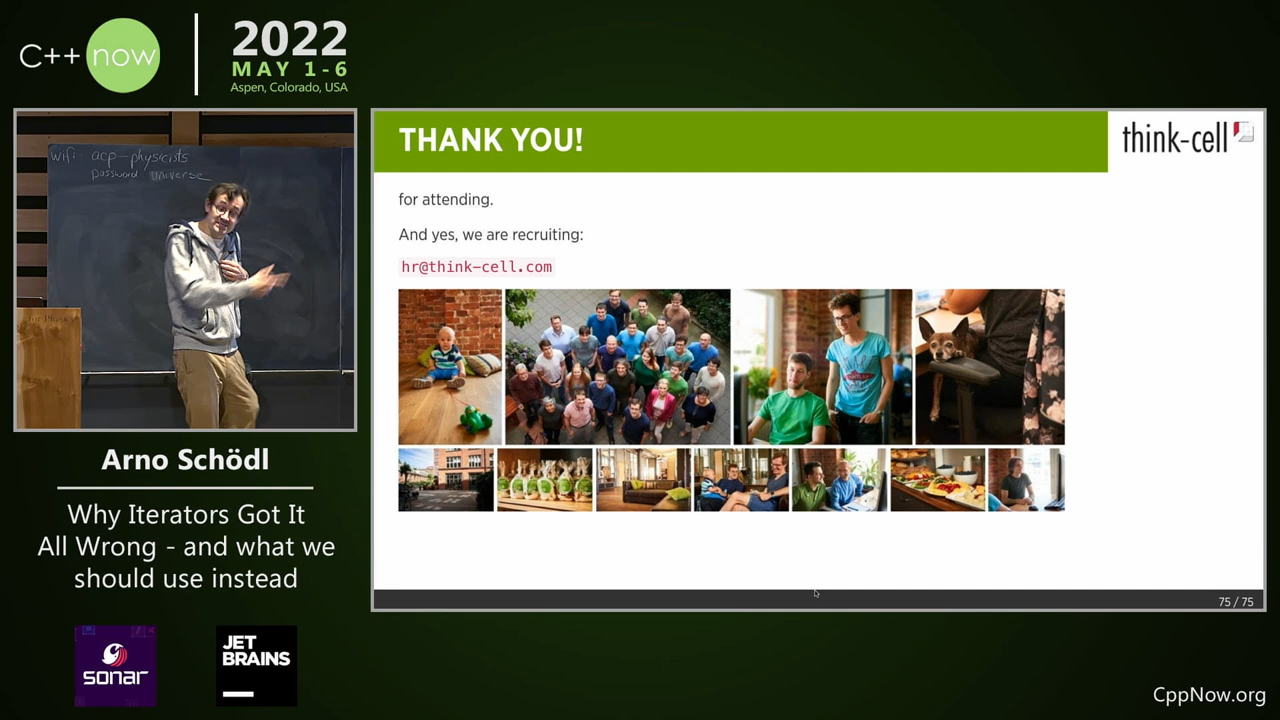 C++ now
2022
MAY 1-6
Aspen, Colorado, USA
wifi acp-physicists
password universe
Arno Schödl
Why Iterators Got It
All Wrong - and what we
should use instead
sonar
JET
BRAINS
THANK YOU!
think-cell
for attending.
And yes, we are recruiting:
hr@think-cell.com
75 / 75
CppNow.org